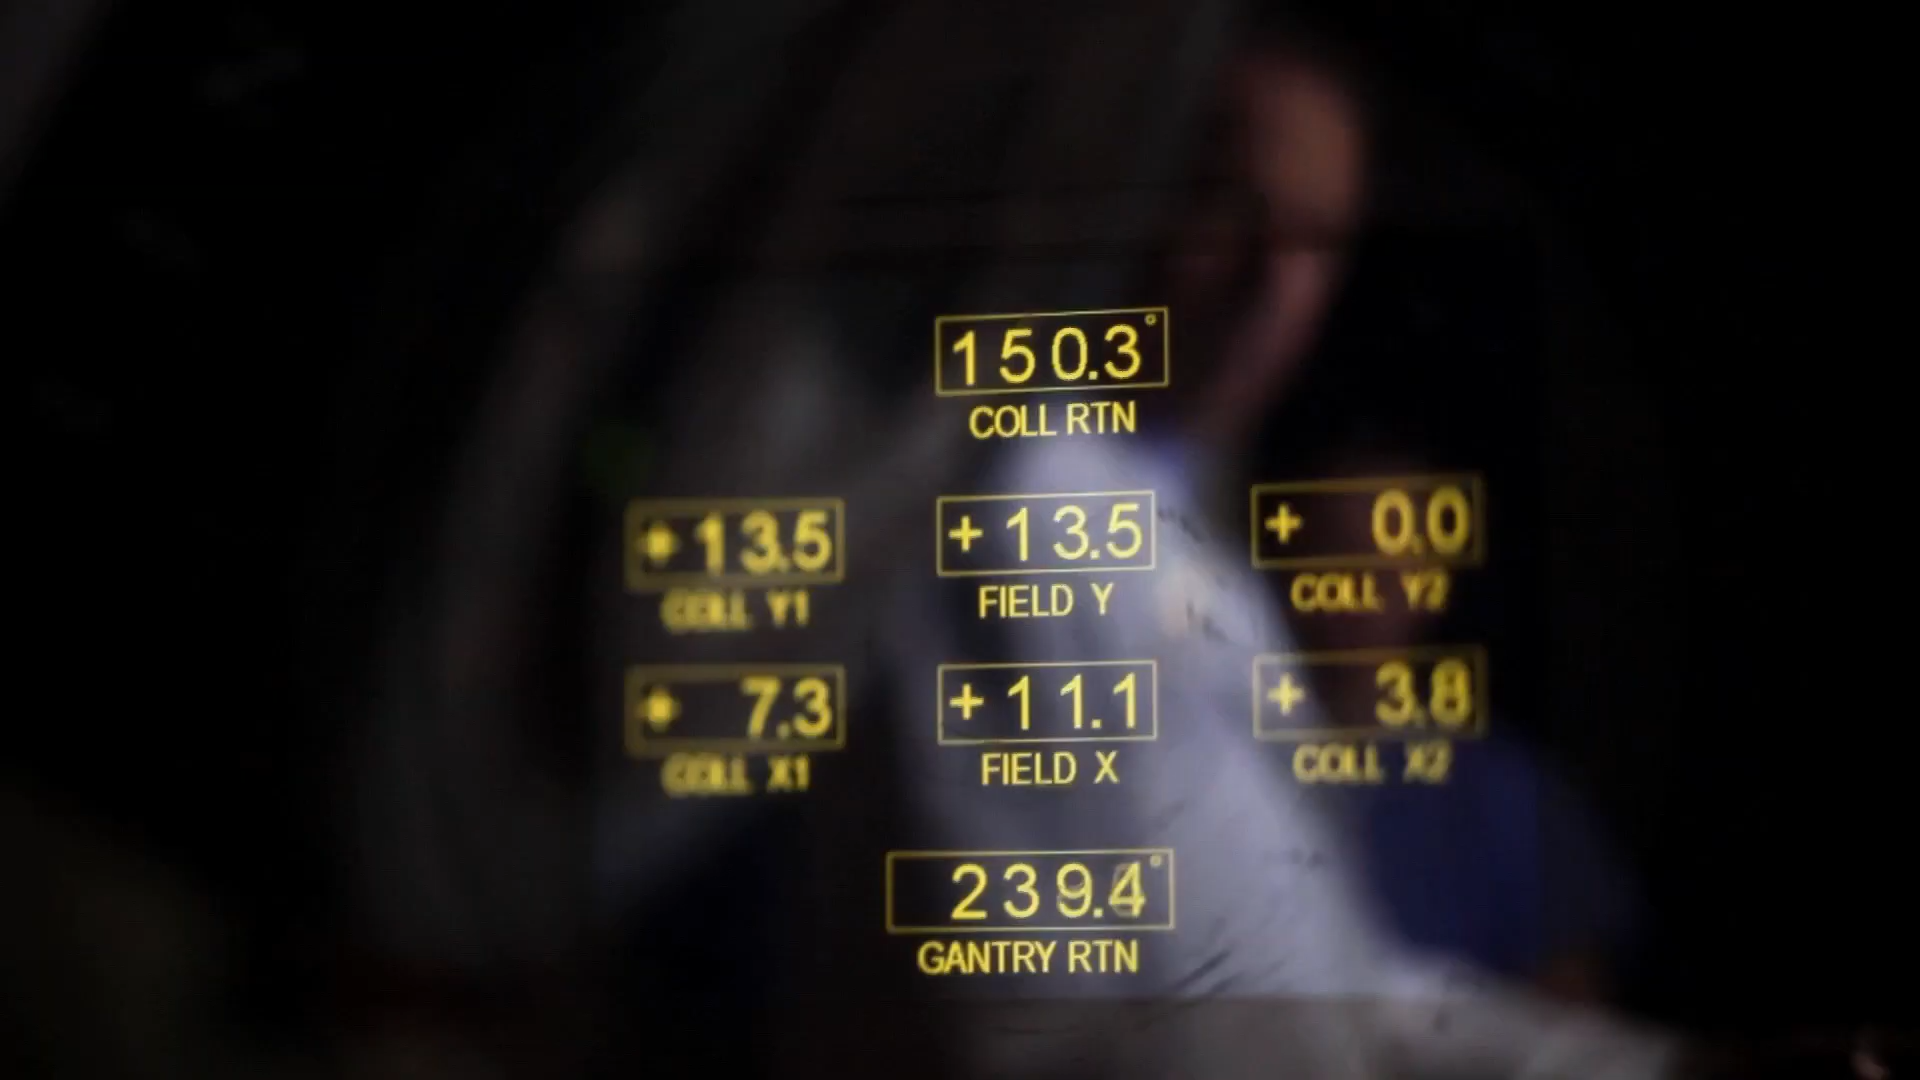 150.3°
COLL RTN
+13.5 +13.5 + 0.0
COLL Y1 FIELD Y COLL Y2
+ 7.3 +11.1 + 3.8
COLL X1 FIELD X COLL X2
239.4°
GANTRY RTN